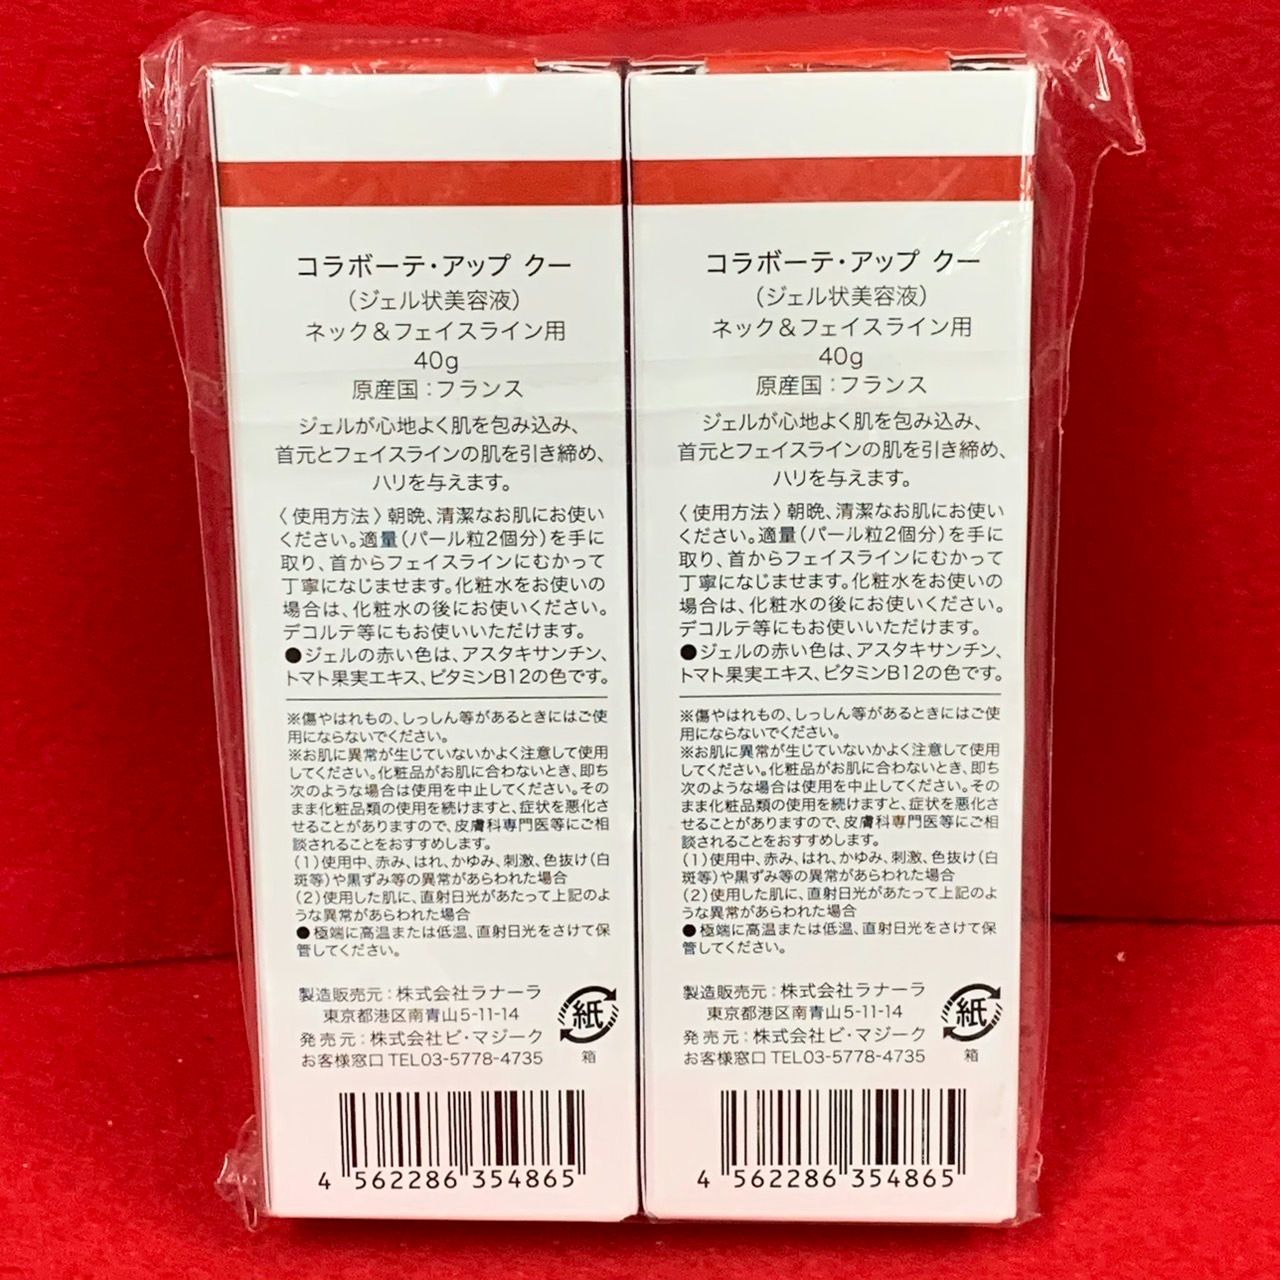 コラボーテ・アップ クー
（ジェル状美容液）
ネック＆フェイスライン用
40g
原産国：フランス
ジェルが心地よく肌を包み込み、
首元とフェイスラインの肌を引き締め、
ハリを与えます。
〈使用方法〉朝晩、清潔なお肌にお使い
ください。適量（パール粒2個分）を手に
取り、首からフェイスラインにむかって
丁寧になじませます。化粧水をお使いの
場合は、化粧水の後にお使いください。
デコルテ等にもお使いいただけます。
●ジェルの赤い色は、アスタキサンチン、
トマト果実エキス、ビタミンB12の色です。
※傷やはれもの、しっしん等があるときにはご使
用にならないでください。
※お肌に異常が生じていないかよく注意して使用
してください。化粧品がお肌に合わないとき、即ち
次のような場合は使用を中止してください。その
まま化粧品類の使用を続けますと、症状を悪化さ
せることがありますので、皮膚科専門医等にご相
談されることをおすすめします。
（1）使用中、赤み、はれ、かゆみ、刺激、色抜け（白
斑等）や黒ずみ等の異常があらわれた場合
（2）使用した肌に、直射日光があたって上記のよ
うな異常があらわれた場合
●極端に高温または低温、直射日光をさけて保
管してください。
製造販売元：株式会社ラナーラ
東京都港区南青山5-11-14
発売元：株式会社ビ・マジーク
お客様窓口TEL03-5778-4735
紙
箱
4 562286 354865
コラボーテ・アップ クー
（ジェル状美容液）
ネック＆フェイスライン用
40g
原産国：フランス
ジェルが心地よく肌を包み込み、
首元とフェイスラインの肌を引き締め、
ハリを与えます。
〈使用方法〉朝晩、清潔なお肌にお使い
ください。適量（パール粒2個分）を手に
取り、首からフェイスラインにむかって
丁寧になじませます。化粧水をお使いの
場合は、化粧水の後にお使いください。
デコルテ等にもお使いいただけます。
●ジェルの赤い色は、アスタキサンチン、
トマト果実エキス、ビタミンB12の色です。
※傷やはれもの、しっしん等があるときにはご使
用にならないでください。
※お肌に異常が生じていないかよく注意して使用
してください。化粧品がお肌に合わないとき、即ち
次のような場合は使用を中止してください。その
まま化粧品類の使用を続けますと、症状を悪化さ
せることがありますので、皮膚科専門医等にご相
談されることをおすすめします。
（1）使用中、赤み、はれ、かゆみ、刺激、色抜け（白
斑等）や黒ずみ等の異常があらわれた場合
（2）使用した肌に、直射日光があたって上記のよ
うな異常があらわれた場合
●極端に高温または低温、直射日光をさけて保
管してください。
製造販売元：株式会社ラナーラ
東京都港区南青山5-11-14
発売元：株式会社ビ・マジーク
お客様窓口TEL03-5778-4735
紙
箱
4 562286 354865